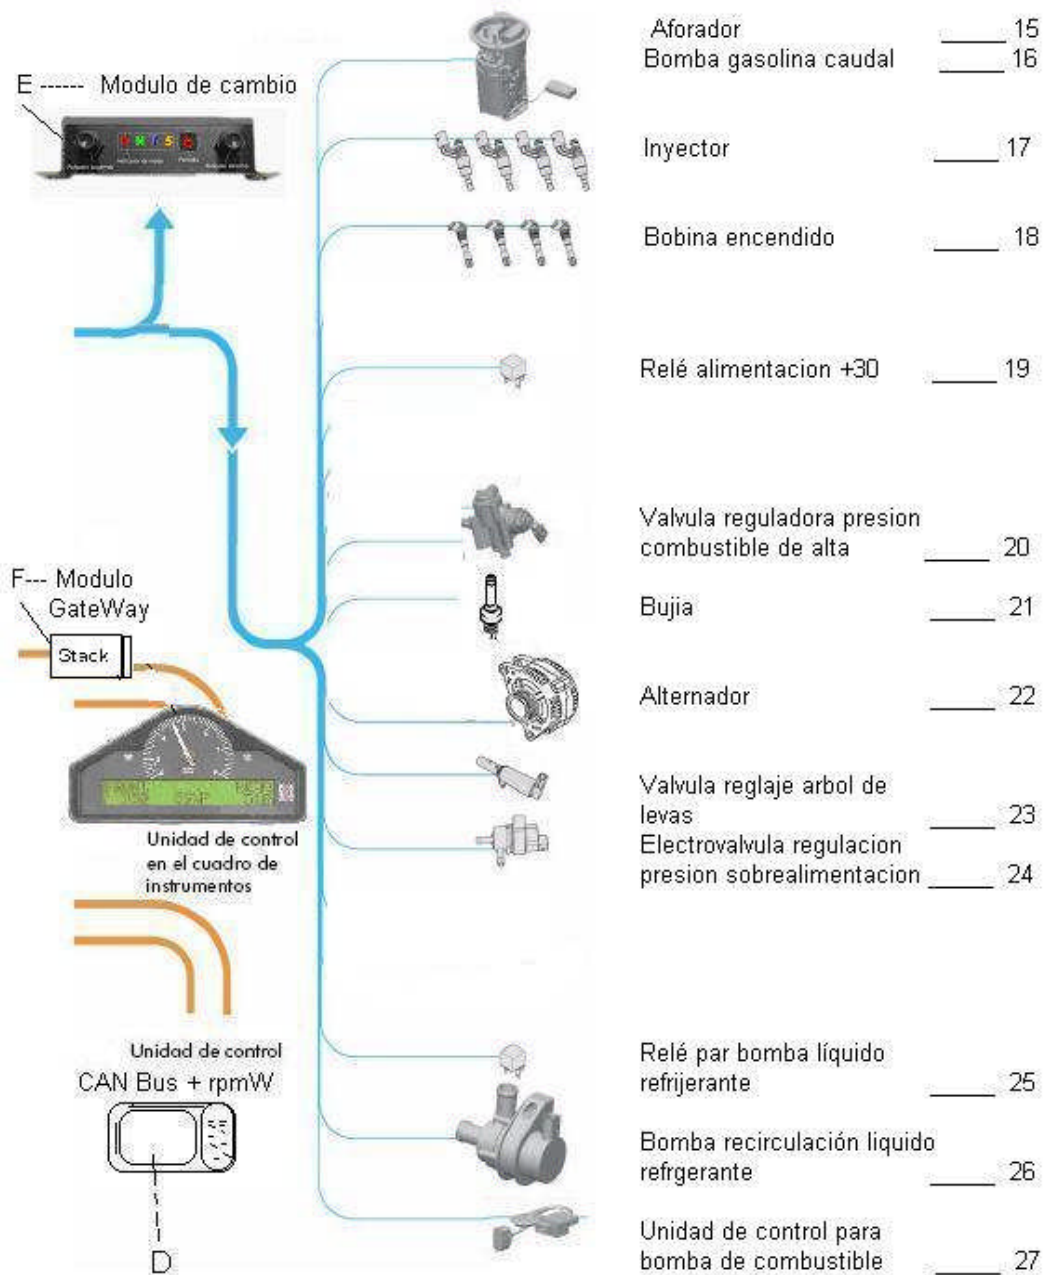 Aforador 15
Bomba gasolina caudal 16
E ------ Modulo de cambio
Inyector 17
Bobina encendido 18
Relé alimentacion +30 19
Valvula reguladora presion
combustible de alta 20
F--- Modulo
GateWay
Stack
Bujia 21
Alternador 22
Valvula reglaje arbol de
levas 23
Electrovalvula regulacion
presion sobrealimentacion 24
Unidad de control
en el cuadro de
instrumentos
Unidad de control
CAN Bus + rpmW
D
Relé par bomba líquido
refrijerante 25
Bomba recirculación liquido
refrgerante 26
Unidad de control para
bomba de combustible 27